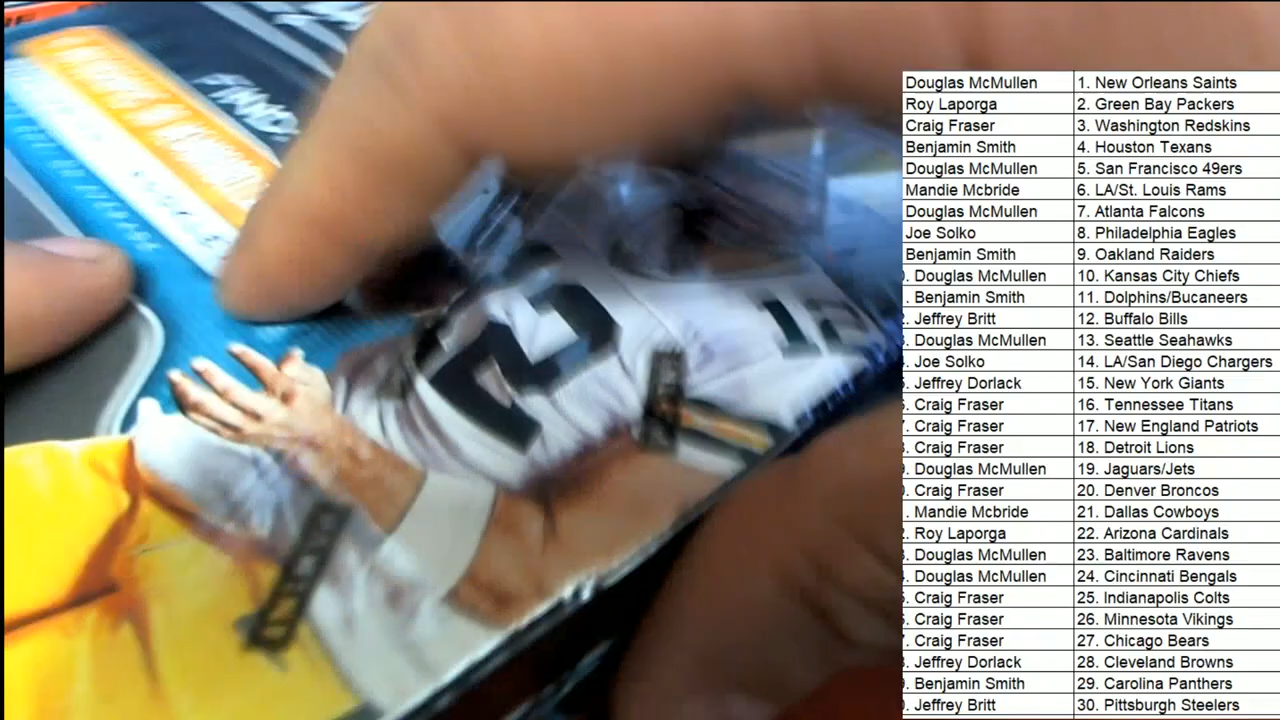 Douglas McMullen 1. New Orleans Saints
Roy Laporga 2. Green Bay Packers
Craig Fraser 3. Washington Redskins
Benjamin Smith 4. Houston Texans
Douglas McMullen 5. San Francisco 49ers
Mandie Mcbride 6. LA/St. Louis Rams
Douglas McMullen 7. Atlanta Falcons
Joe Solko 8. Philadelphia Eagles
Benjamin Smith 9. Oakland Raiders
. Douglas McMullen 10. Kansas City Chiefs
. Benjamin Smith 11. Dolphins/Bucaneers
. Jeffrey Britt 12. Buffalo Bills
. Douglas McMullen 13. Seattle Seahawks
. Joe Solko 14. LA/San Diego Chargers
. Jeffrey Dorlack 15. New York Giants
. Craig Fraser 16. Tennessee Titans
. Craig Fraser 17. New England Patriots
. Craig Fraser 18. Detroit Lions
. Douglas McMullen 19. Jaguars/Jets
. Craig Fraser 20. Denver Broncos
. Mandie Mcbride 21. Dallas Cowboys
. Roy Laporga 22. Arizona Cardinals
. Douglas McMullen 23. Baltimore Ravens
. Douglas McMullen 24. Cincinnati Bengals
. Craig Fraser 25. Indianapolis Colts
. Craig Fraser 26. Minnesota Vikings
. Craig Fraser 27. Chicago Bears
. Jeffrey Dorlack 28. Cleveland Browns
. Benjamin Smith 29. Carolina Panthers
. Jeffrey Britt 30. Pittsburgh Steelers